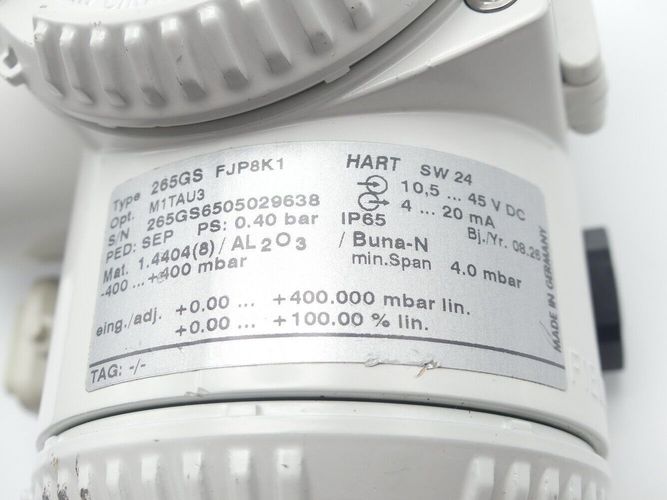 Type 265GS FJP8K1 HART SW 24
Opt. M1TAU3 10,5 ... 45 V DC
S/N 265GS6505029638 4 ... 20 mA
PED: SEP PS: 0.40 bar IP65 Bj./Yr. 08.26
Mat. 1.4404(8) / AL2O3 / Buna-N
-400 ... +400 mbar min.Span 4.0 mbar
eing./adj. +0.00 ... +400.000 mbar lin.
+0.00 ... +100.00 % lin.
TAG: -/-
MADE IN GERMANY